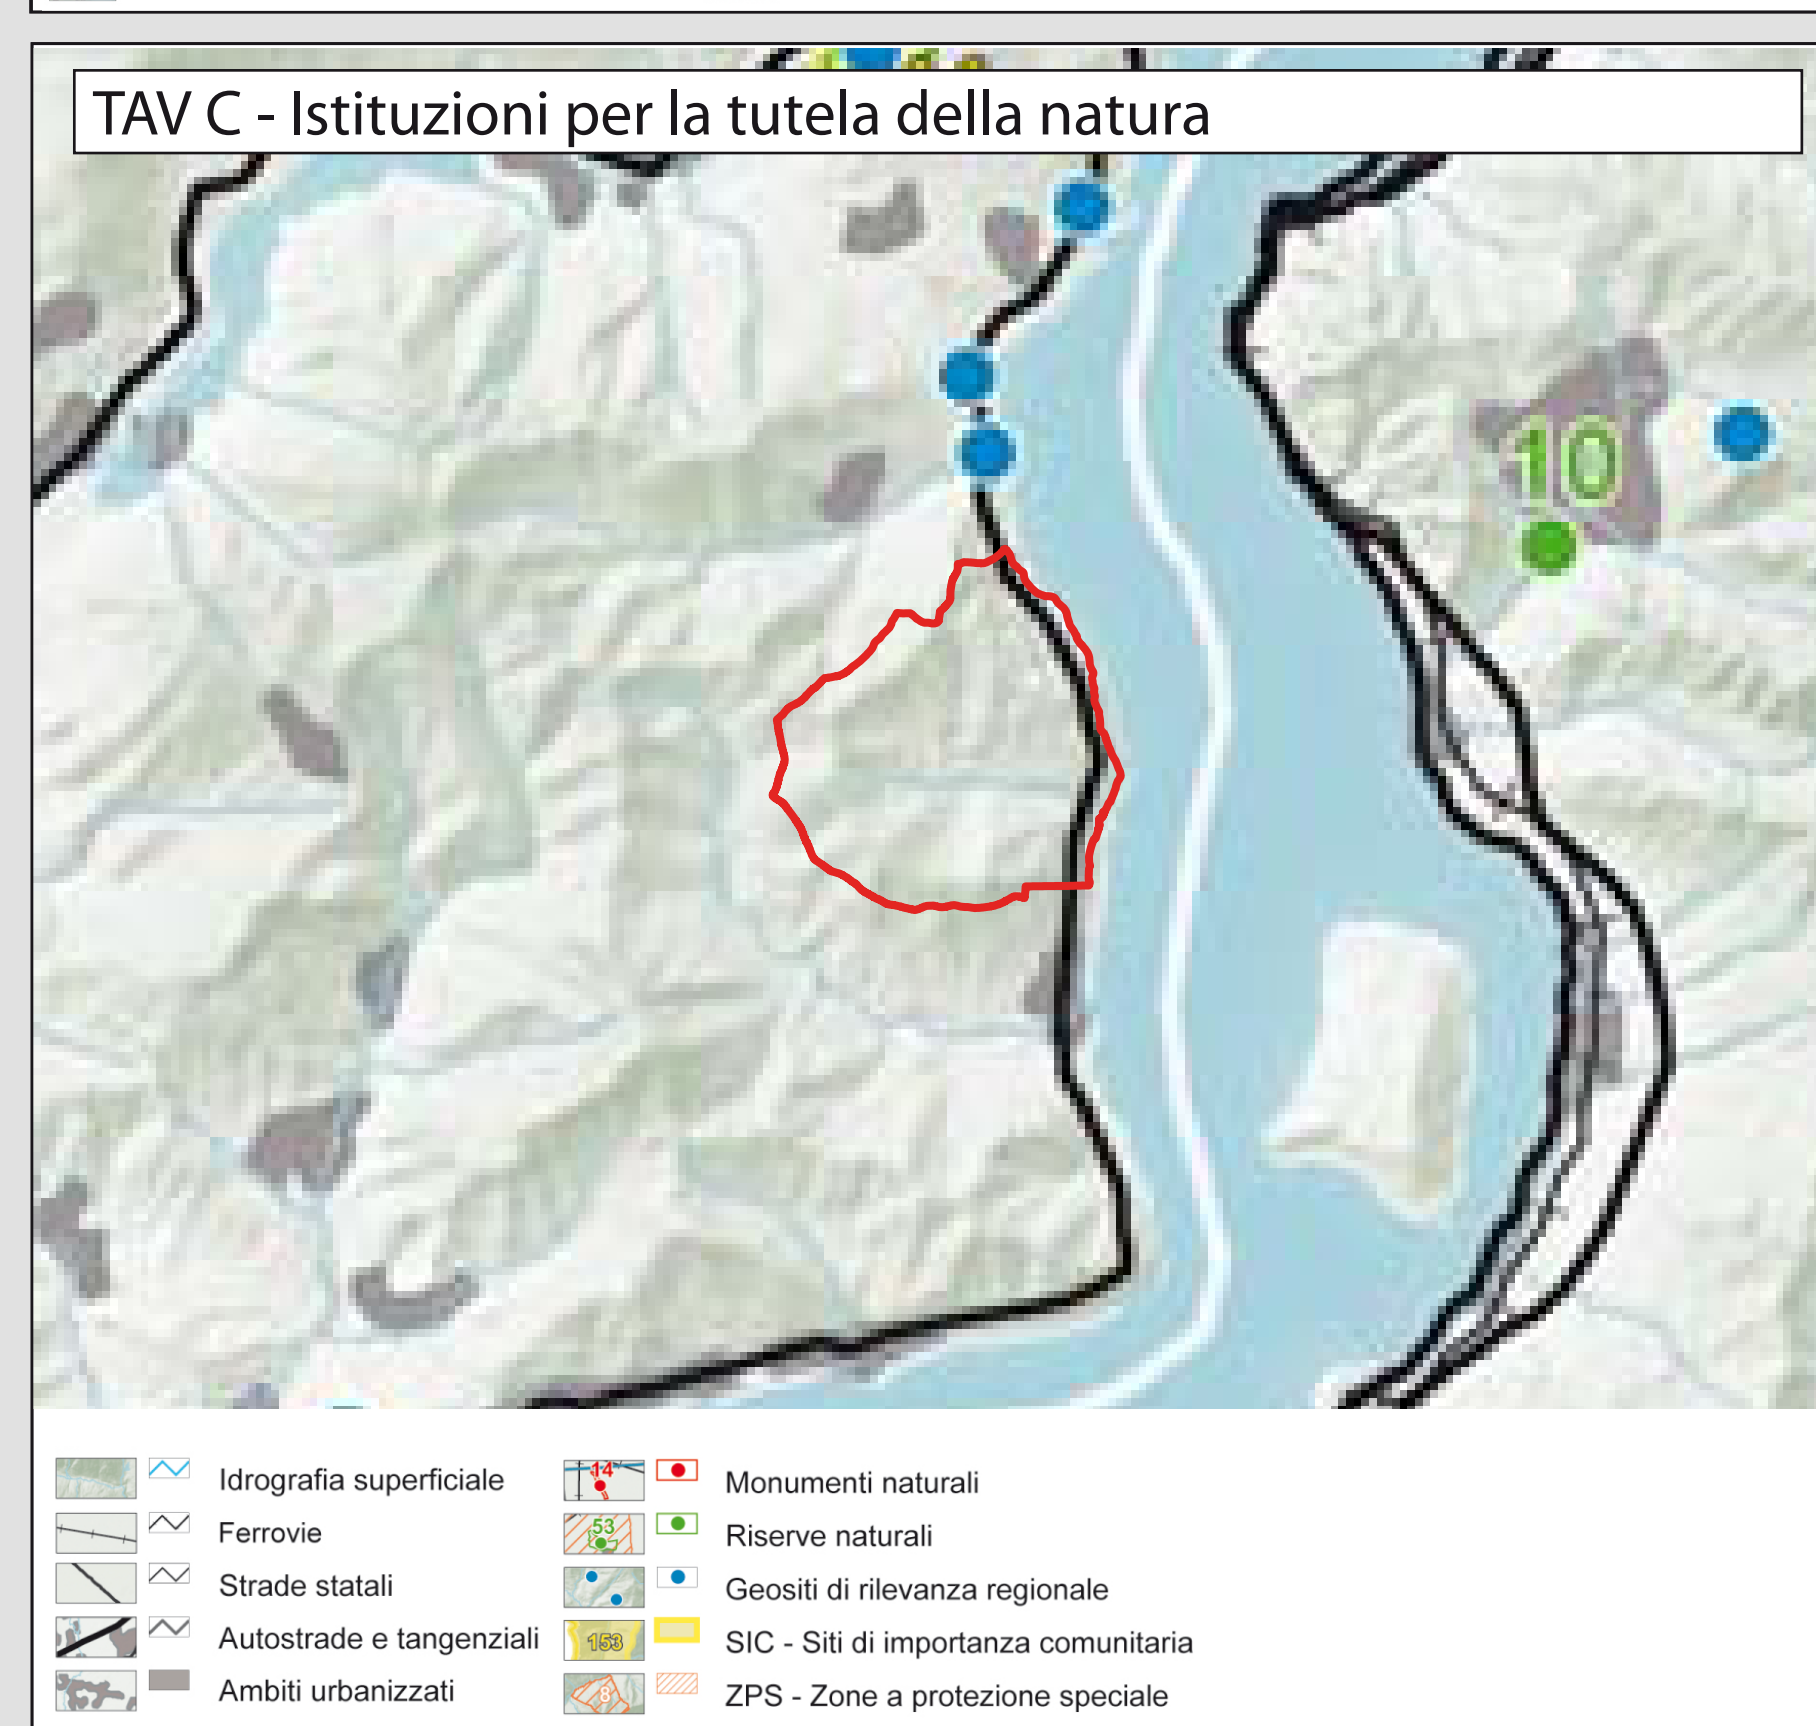 TAV C - Istituzioni per la tutela della natura
10
Idrografia superficiale
Ferrovie
Strade statali
Autostrade e tangenziali
Ambiti urbanizzati
14
Monumenti naturali
53
Riserve naturali
Geositi di rilevanza regionale
153
SIC - Siti di importanza comunitaria
8
ZPS - Zone a protezione speciale